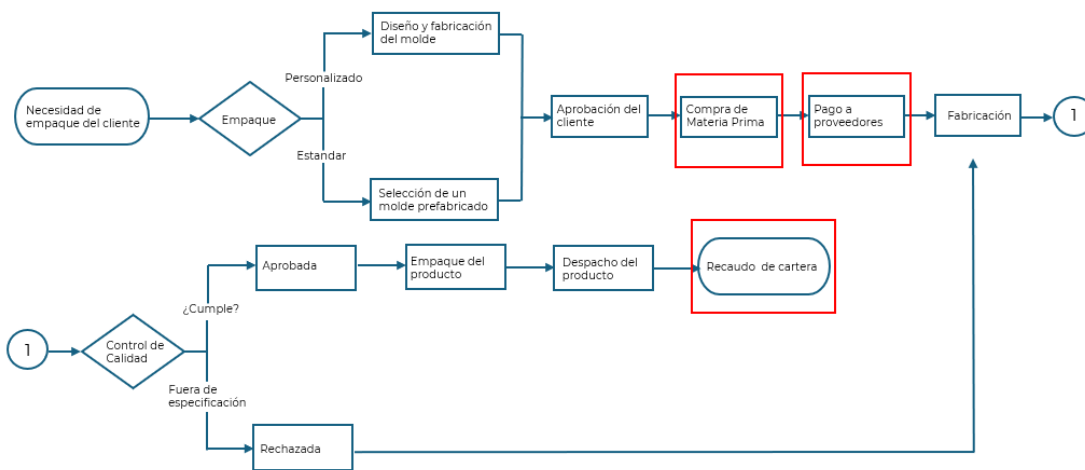 Diseño y fabricación
del molde
Personalizado
Necesidad de
empaque del cliente
Empaque
Estandar
Selección de un
molde prefabricado
Aprobación del
cliente
Compra de
Materia Prima
Pago a
proveedores
Fabricación
1
1
Control de
Calidad
¿Cumple?
Aprobada
Empaque del
producto
Despacho del
producto
Recaudo de cartera
Fuera de
especificación
Rechazada